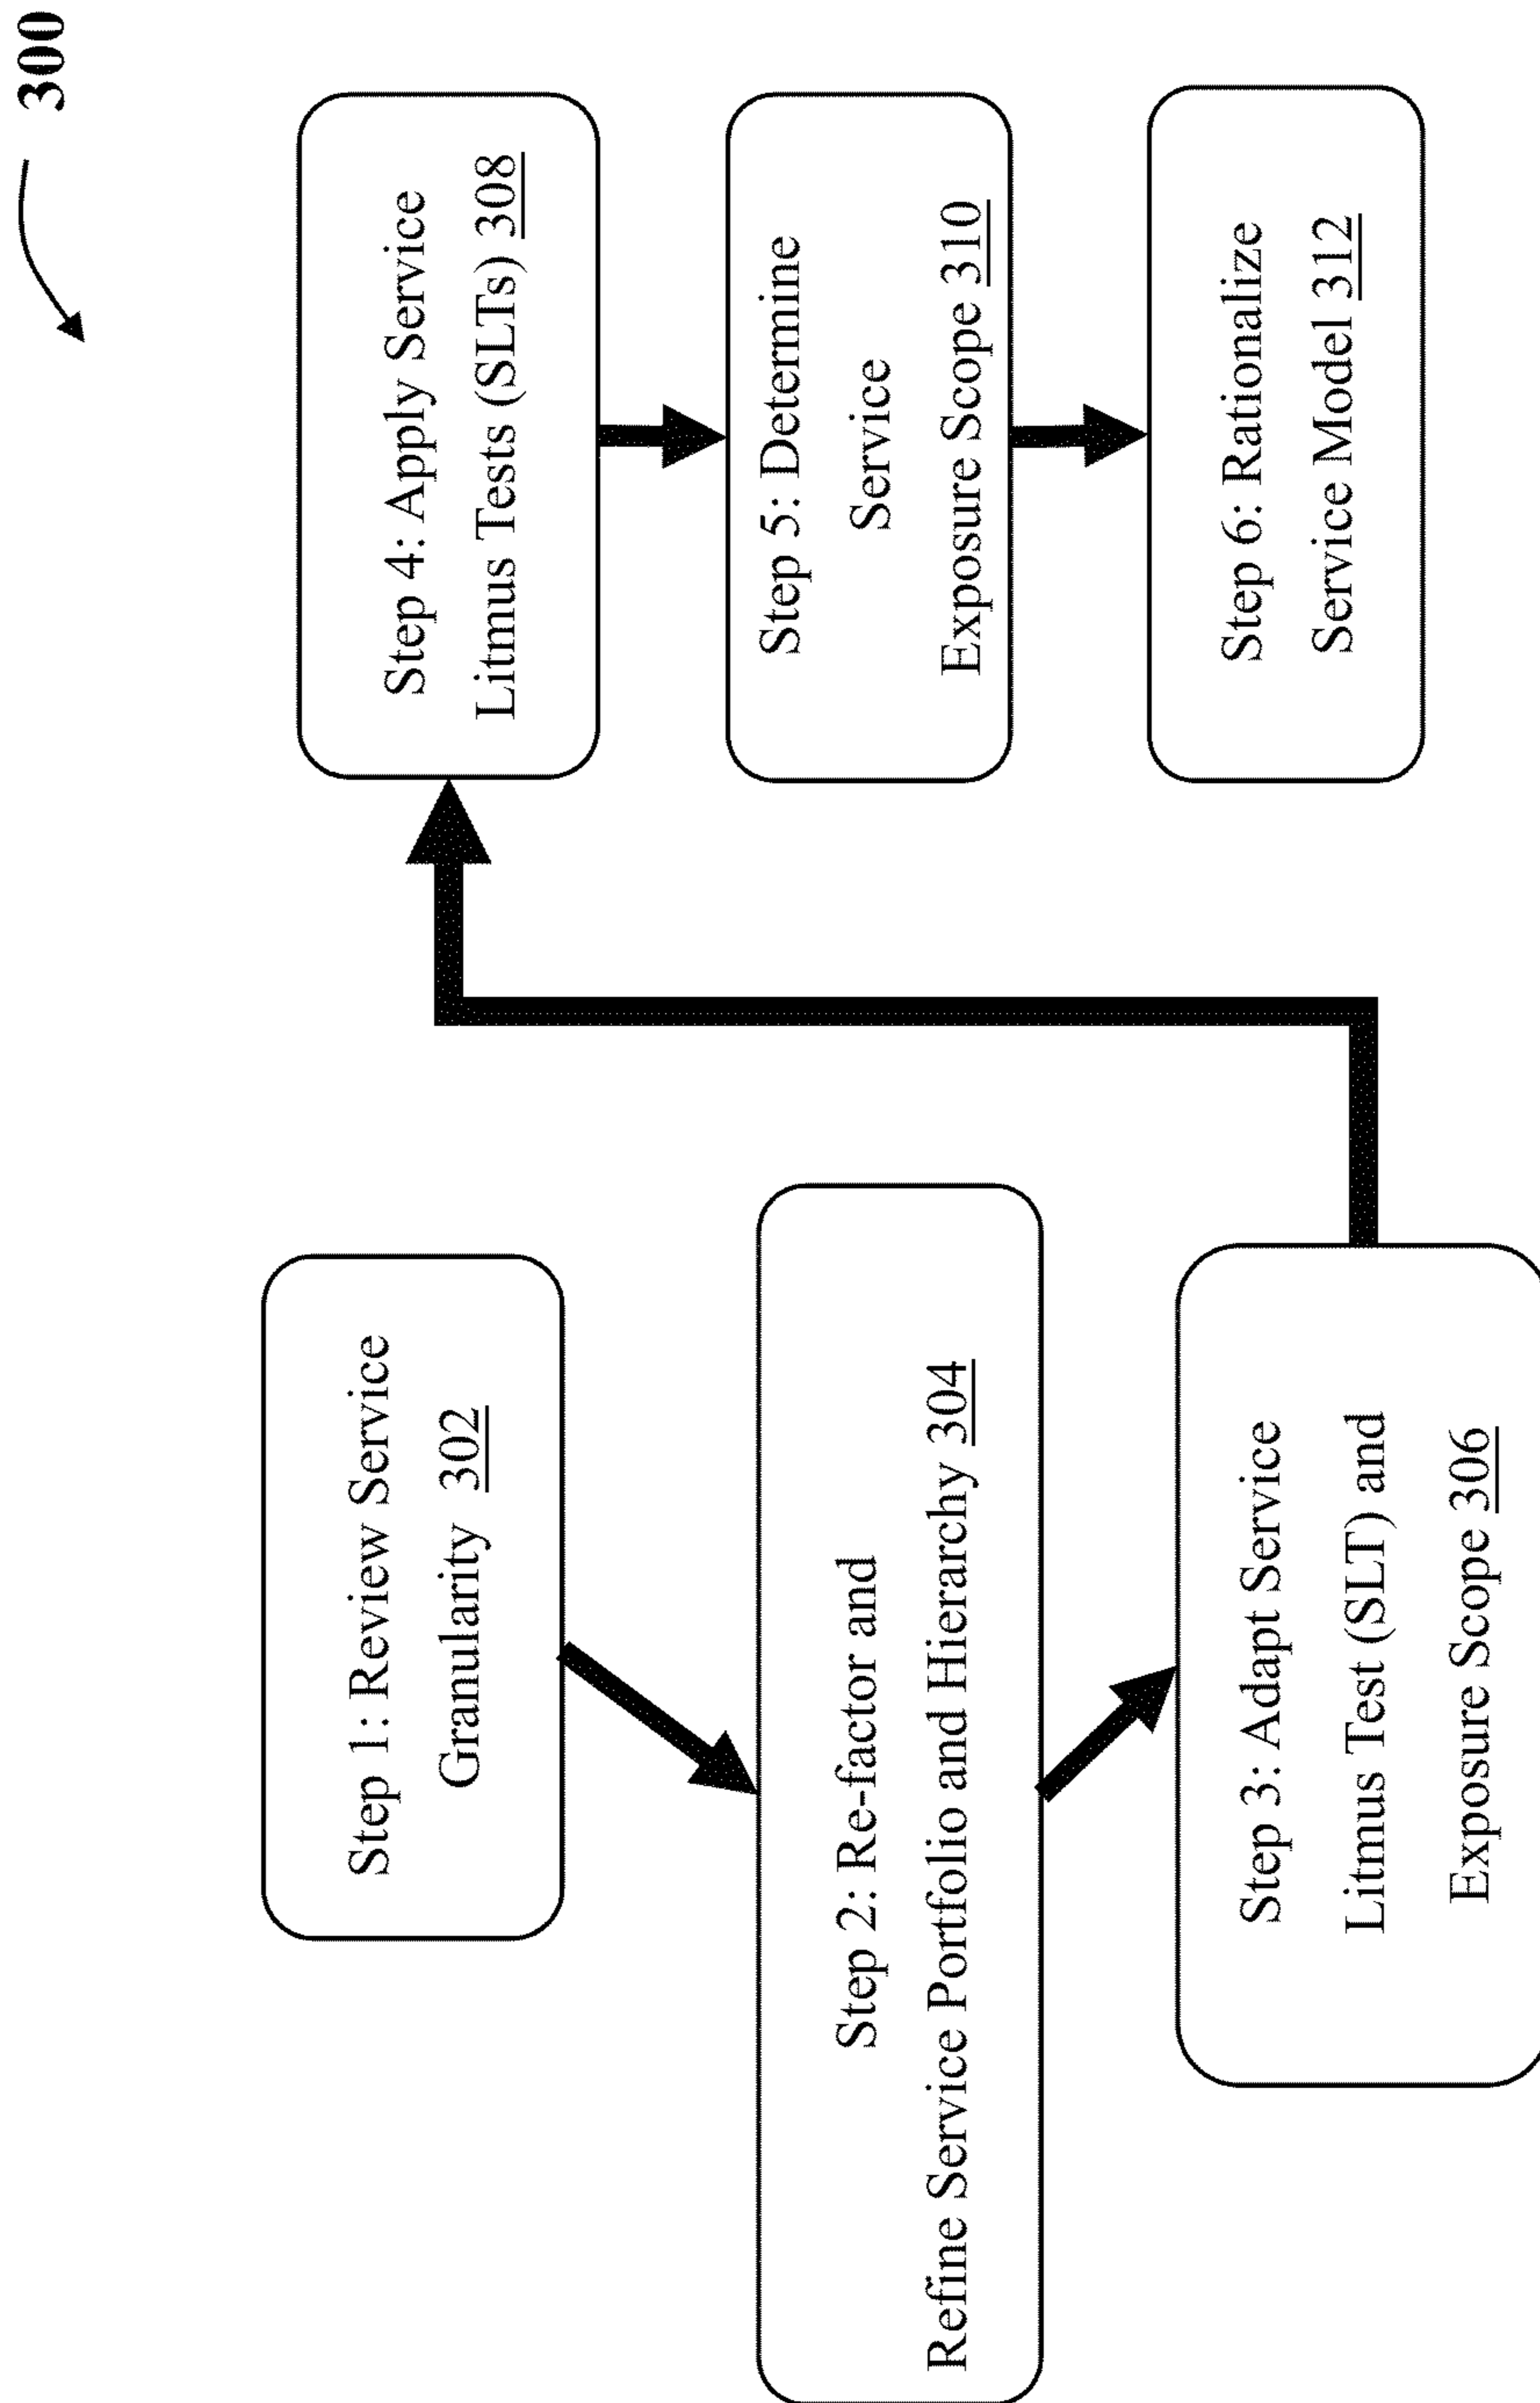 300
Step 1: Review Service
Granularity 302
Step 2: Re-factor and
Refine Service Portfolio and Hierarchy 304
Step 3: Adapt Service
Litmus Test (SLT) and
Exposure Scope 306
Step 4: Apply Service
Litmus Tests (SLTs) 308
Step 5: Determine
Service
Exposure Scope 310
Step 6: Rationalize
Service Model 312